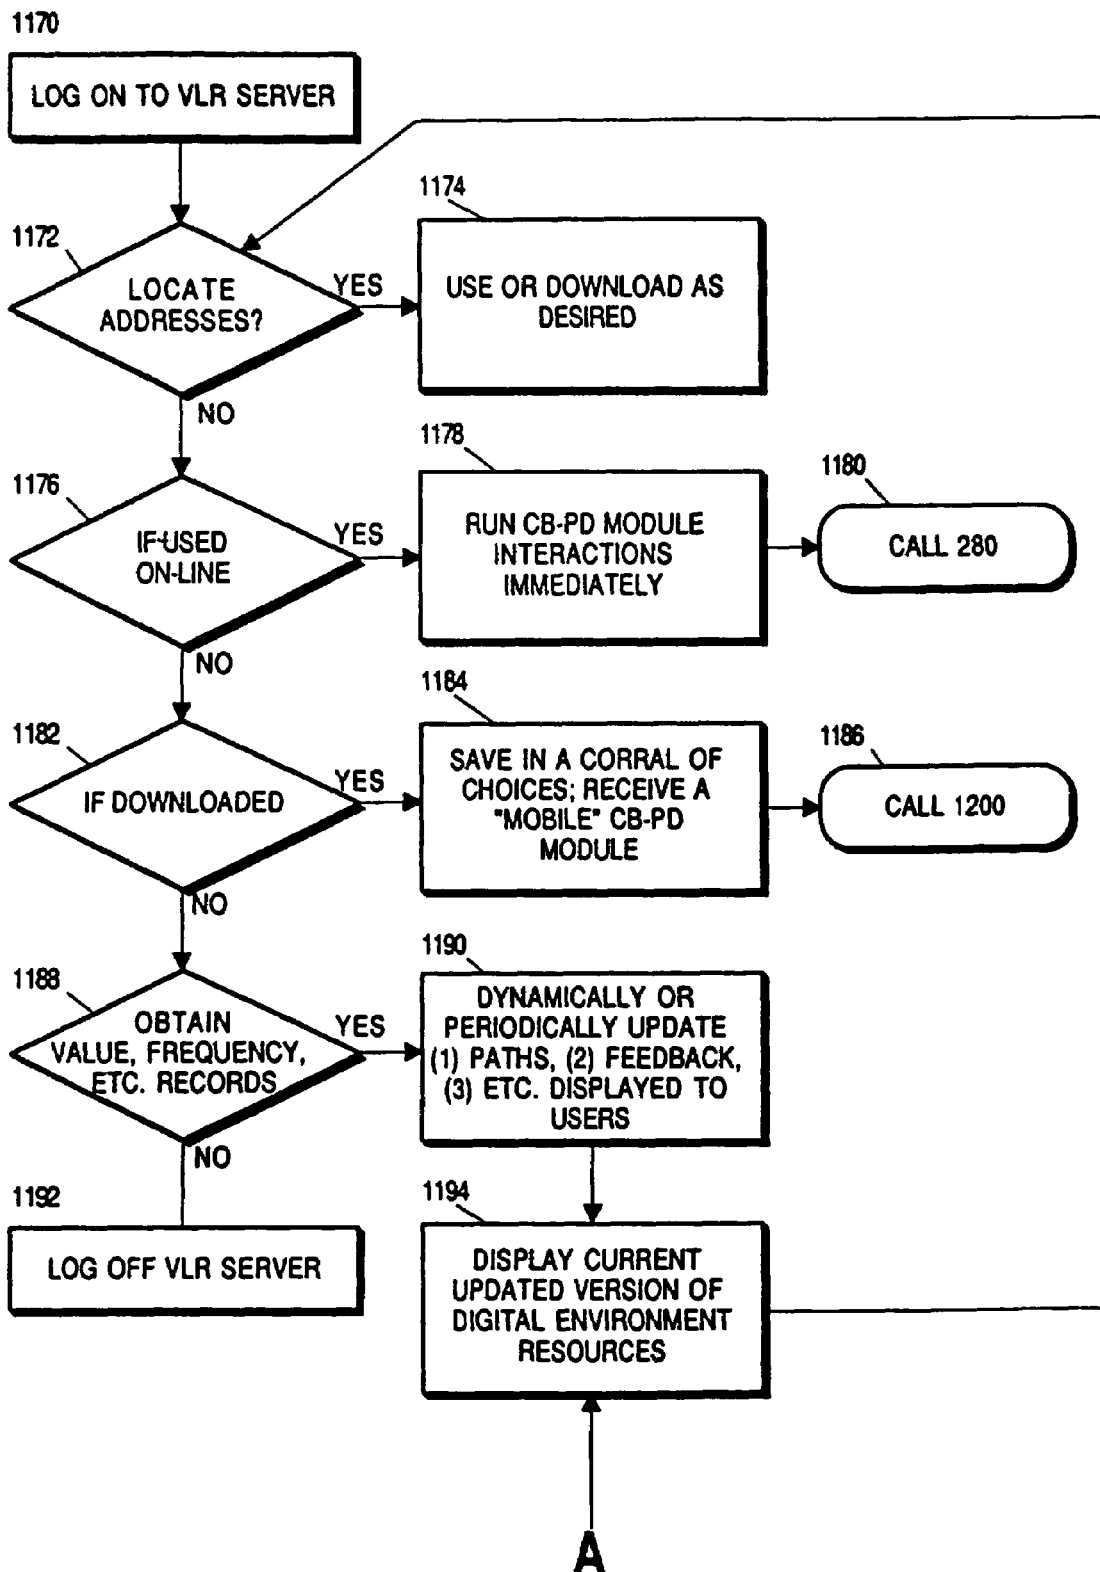 1170
LOG ON TO VLR SERVER
1172
LOCATE
ADDRESSES?
YES
NO
1174
USE OR DOWNLOAD AS
DESIRED
1176
IF-USED
ON-LINE
YES
NO
1178
RUN CB-PD MODULE
INTERACTIONS
IMMEDIATELY
1180
CALL 280
1182
IF DOWNLOADED
YES
NO
1184
SAVE IN A CORRAL OF
CHOICES; RECEIVE A
"MOBILE" CB-PD
MODULE
1186
CALL 1200
1188
OBTAIN
VALUE, FREQUENCY,
ETC. RECORDS
YES
NO
1190
DYNAMICALLY OR
PERIODICALLY UPDATE
(1) PATHS, (2) FEEDBACK,
(3) ETC. DISPLAYED TO
USERS
1192
LOG OFF VLR SERVER
1194
DISPLAY CURRENT
UPDATED VERSION OF
DIGITAL ENVIRONMENT
RESOURCES
A